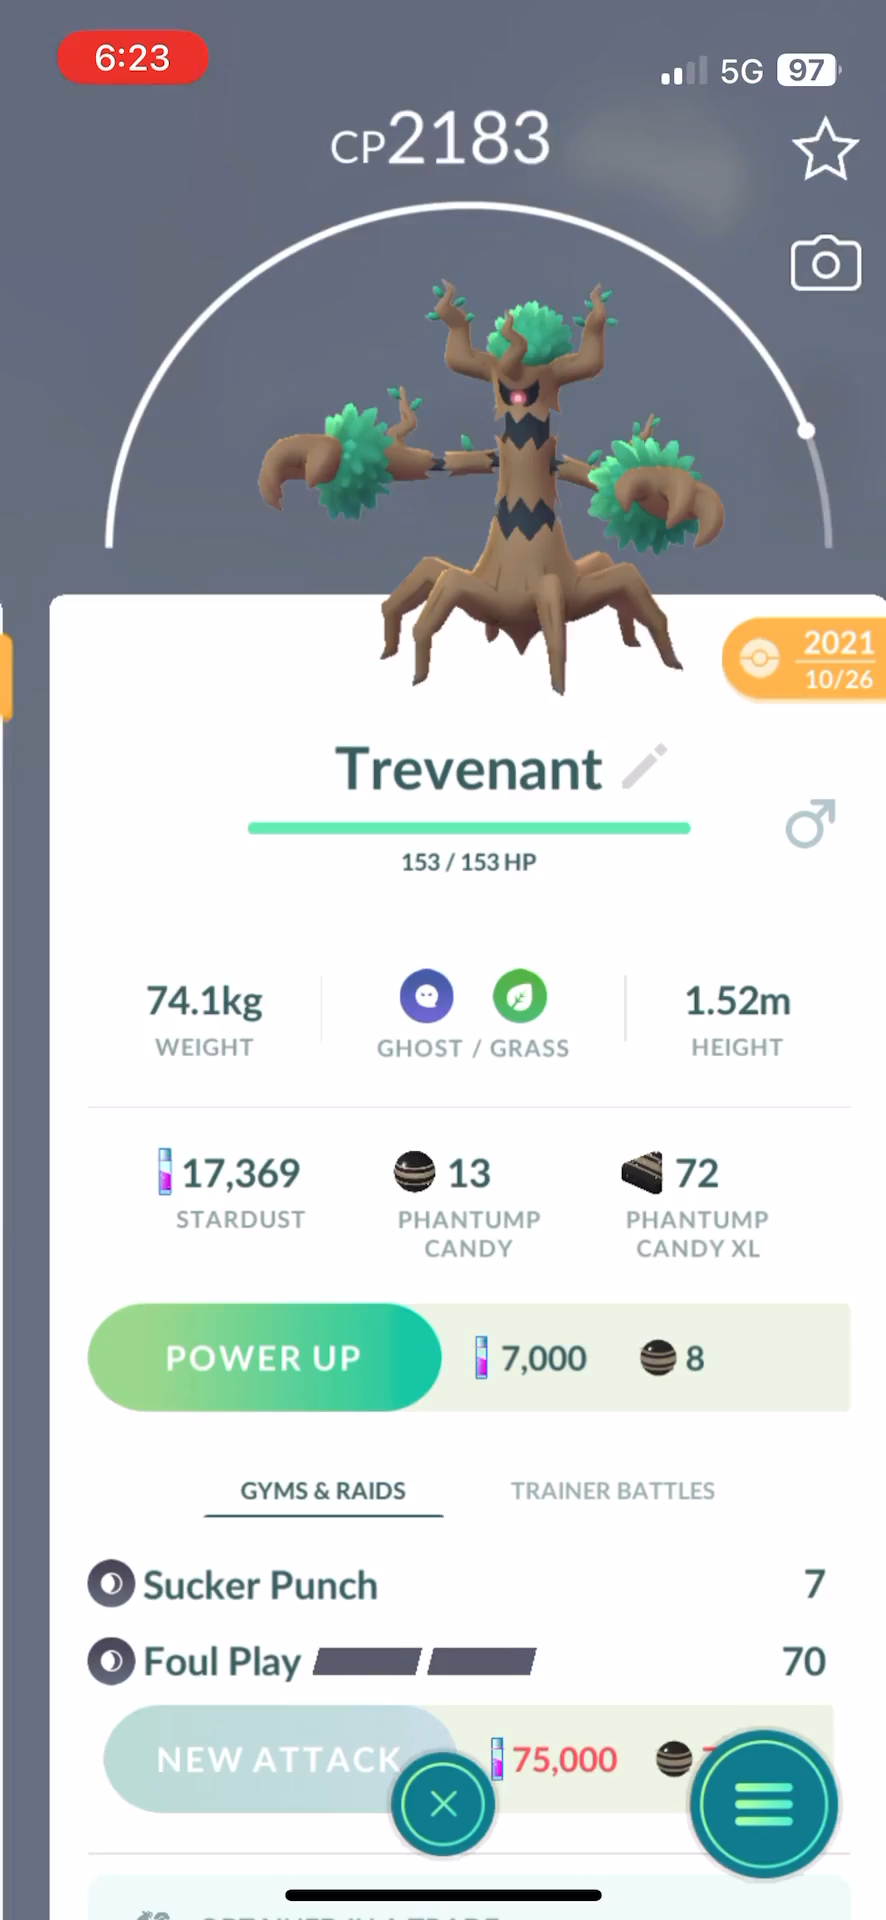 6:23
5G 97
CP2183
2021
10/26
Trevenant
153 / 153 HP
74.1kg
WEIGHT
GHOST / GRASS
1.52m
HEIGHT
17,369
STARDUST
13
PHANTUMP
CANDY
72
PHANTUMP
CANDY XL
POWER UP
7,000
8
GYMS & RAIDS
TRAINER BATTLES
Sucker Punch
7
Foul Play
70
NEW ATTACK
75,000